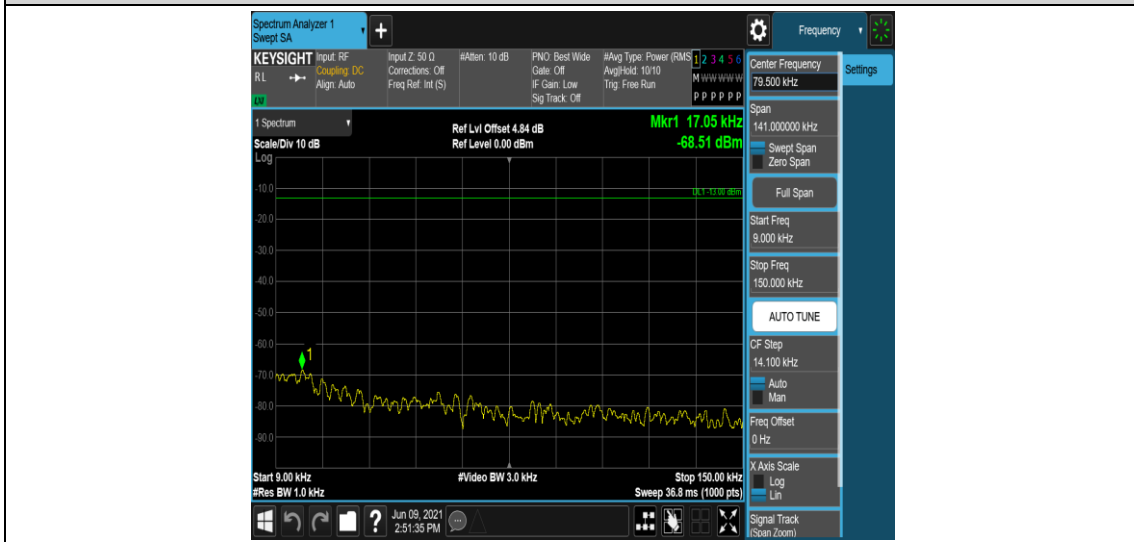 Spectrum Analyzer 1
Swept SA
+
Frequency
KEYSIGHT
RL
LXI
Input: RF
Coupling: DC
Align: Auto
Input Z: 50 Ω
Corrections: Off
Freq Ref: Int (S)
#Atten: 10 dB
PNO: Best Wide
Gate: Off
IF Gain: Low
Sig Track: Off
#Avg Type: Power (RMS
Avg|Hold: 10/10
Trig: Free Run
1 2 3 4 5 6
M W W W W W
P P P P P P
Center Frequency
79.500 kHz
Settings
Span
141.000000 kHz
Swept Span
Zero Span
Full Span
Start Freq
9.000 kHz
Stop Freq
150.000 kHz
AUTO TUNE
CF Step
14.100 kHz
Auto
Man
Freq Offset
0 Hz
X Axis Scale
Log
Lin
Signal Track
(Span Zoom)
1 Spectrum
Scale/Div 10 dB
Log
Ref Lvl Offset 4.84 dB
Ref Level 0.00 dBm
Mkr1 17.05 kHz
-68.51 dBm
DL1 -13.00 dBm
-10.0
-20.0
-30.0
-40.0
-50.0
-60.0
1
-70.0
-80.0
-90.0
Start 9.00 kHz
#Res BW 1.0 kHz
#Video BW 3.0 kHz
Stop 150.00 kHz
Sweep 36.8 ms (1000 pts)
?
Jun 09, 2021
2:51:35 PM